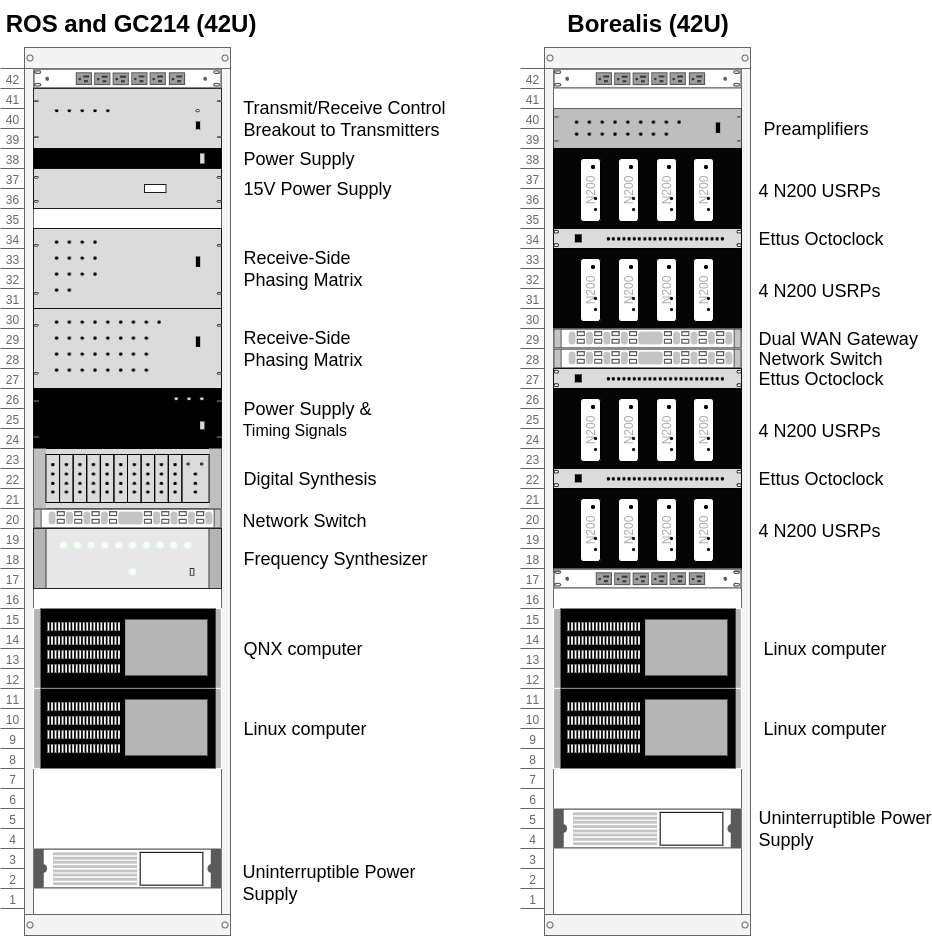 ROS and GC214 (42U)
42
41
40
39
38
37
36
35
34
33
32
31
30
29
28
27
26
25
24
23
22
21
20
19
18
17
16
15
14
13
12
11
10
9
8
7
6
5
4
3
2
1
Transmit/Receive Control
Breakout to Transmitters
Power Supply
15V Power Supply
Receive-Side
Phasing Matrix
Receive-Side
Phasing Matrix
Power Supply &
Timing Signals
Digital Synthesis
Network Switch
Frequency Synthesizer
QNX computer
Linux computer
Uninterruptible Power
Supply
Borealis (42U)
42
41
40
39
38
37
36
35
34
33
32
31
30
29
28
27
26
25
24
23
22
21
20
19
18
17
16
15
14
13
12
11
10
9
8
7
6
5
4
3
2
1
N200 N200 N200 N200
N200 N200 N200 N200
N200 N200 N200 N200
N200 N200 N200 N200
Preamplifiers
4 N200 USRPs
Ettus Octoclock
4 N200 USRPs
Dual WAN Gateway
Network Switch
Ettus Octoclock
4 N200 USRPs
Ettus Octoclock
4 N200 USRPs
Linux computer
Linux computer
Uninterruptible Power
Supply